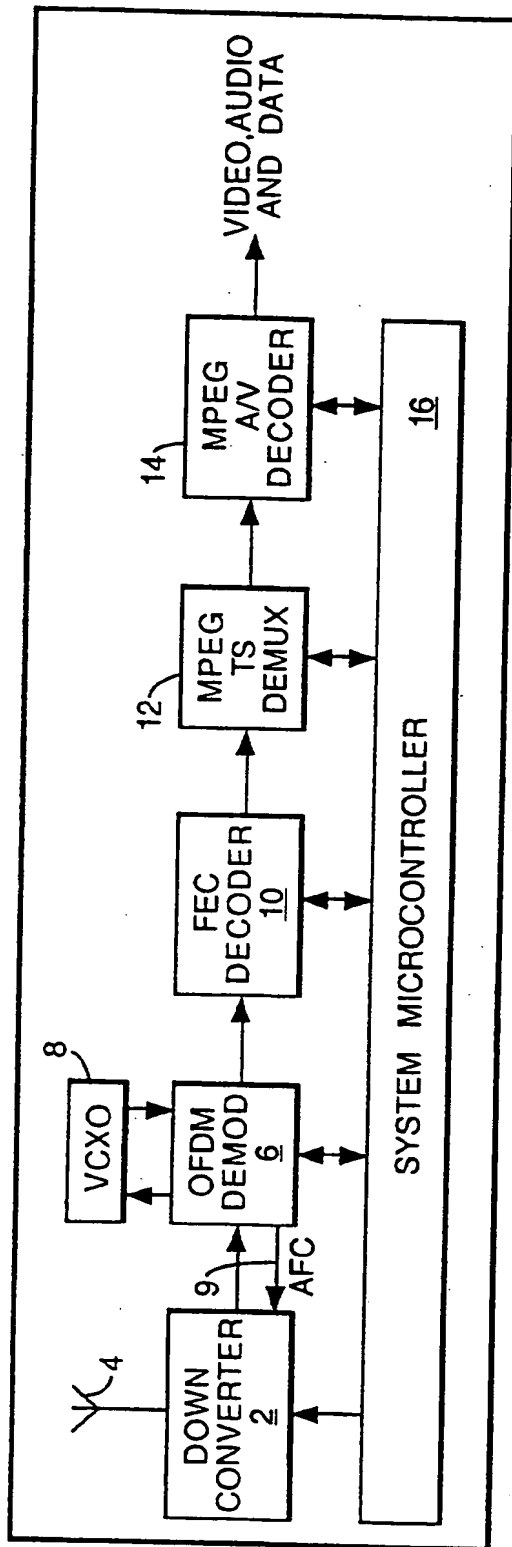 4
DOWN
CONVERTER
2
9
AFC
8
VCXO
OFDM
DEMOD
6
FEC
DECODER
10
12
MPEG
TS
DEMUX
14
MPEG
A/V
DECODER
VIDEO,AUDIO
AND DATA
SYSTEM MICROCONTROLLER
16